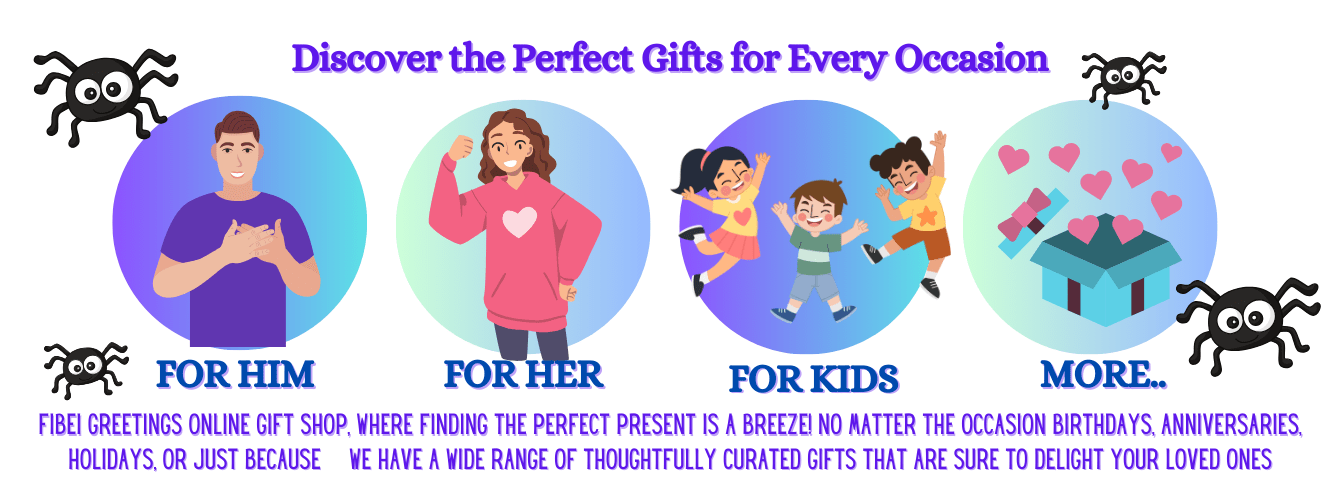 Discover the Perfect Gifts for Every Occasion
FOR HIM
FOR HER
FOR KIDS
MORE..
FIBEI GREETINGS ONLINE GIFT SHOP, WHERE FINDING THE PERFECT PRESENT IS A BREEZE! NO MATTER THE OCCASION BIRTHDAYS, ANNIVERSARIES,
HOLIDAYS, OR JUST BECAUSE WE HAVE A WIDE RANGE OF THOUGHTFULLY CURATED GIFTS THAT ARE SURE TO DELIGHT YOUR LOVED ONES